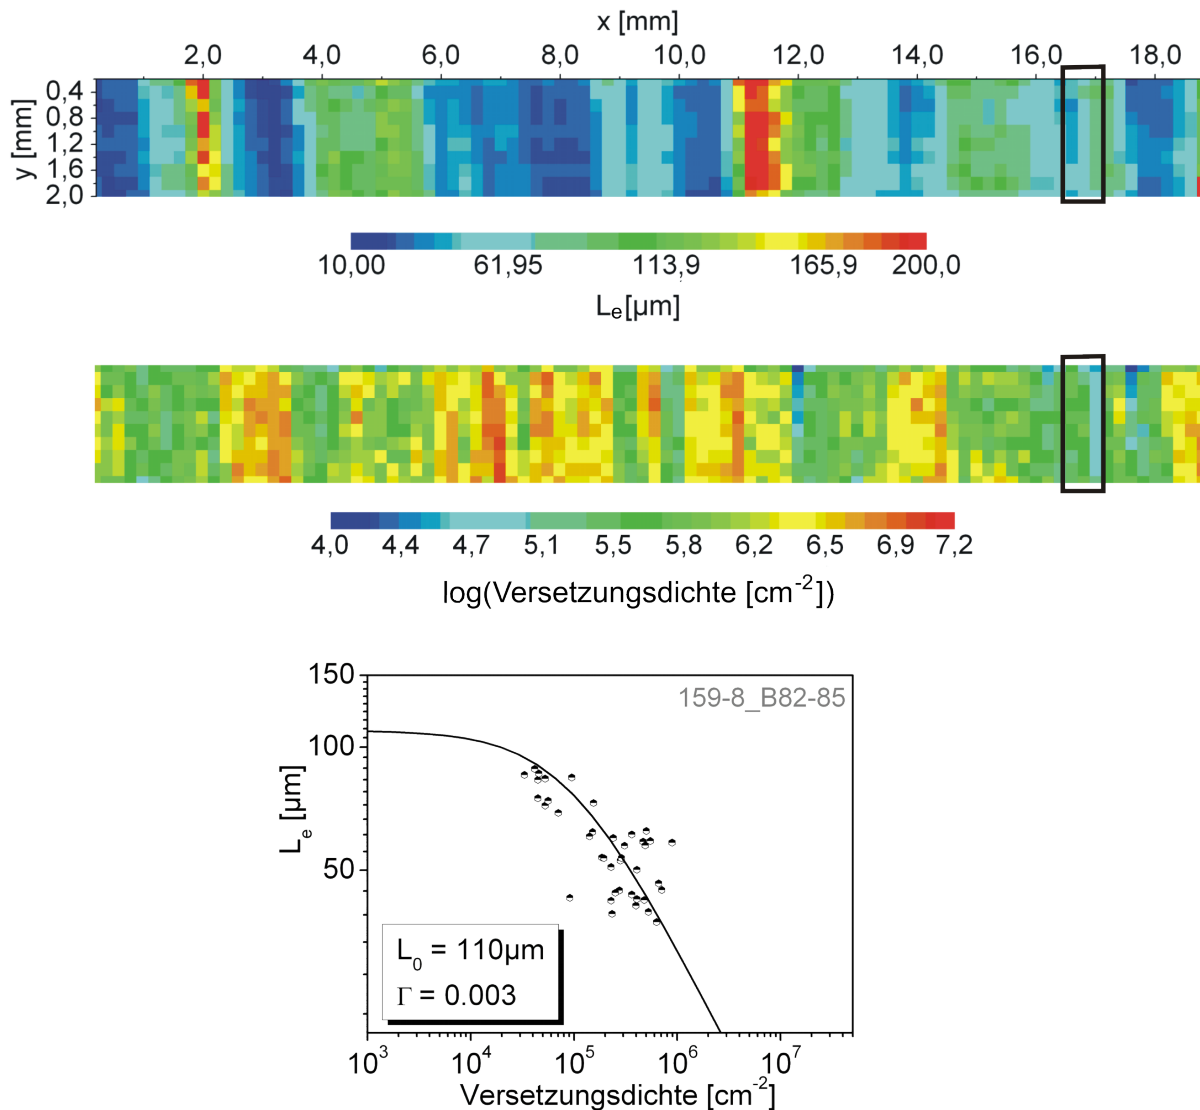 x [mm]
2,0 4,0 6,0 8,0 10,0 12,0 14,0 16,0 18,0
y [mm]
0,4
0,8
1,2
1,6
2,0
10,00 61,95 113,9 165,9 200,0
Le[µm]
4,0 4,4 4,7 5,1 5,5 5,8 6,2 6,5 6,9 7,2
log(Versetzungsdichte [cm⁻²])
159-8_B82-85
Lₑ [µm]
150
100
50
L₀ = 110µm
Γ = 0.003
10³ 10⁴ 10⁵ 10⁶ 10⁷
Versetzungsdichte [cm⁻²]